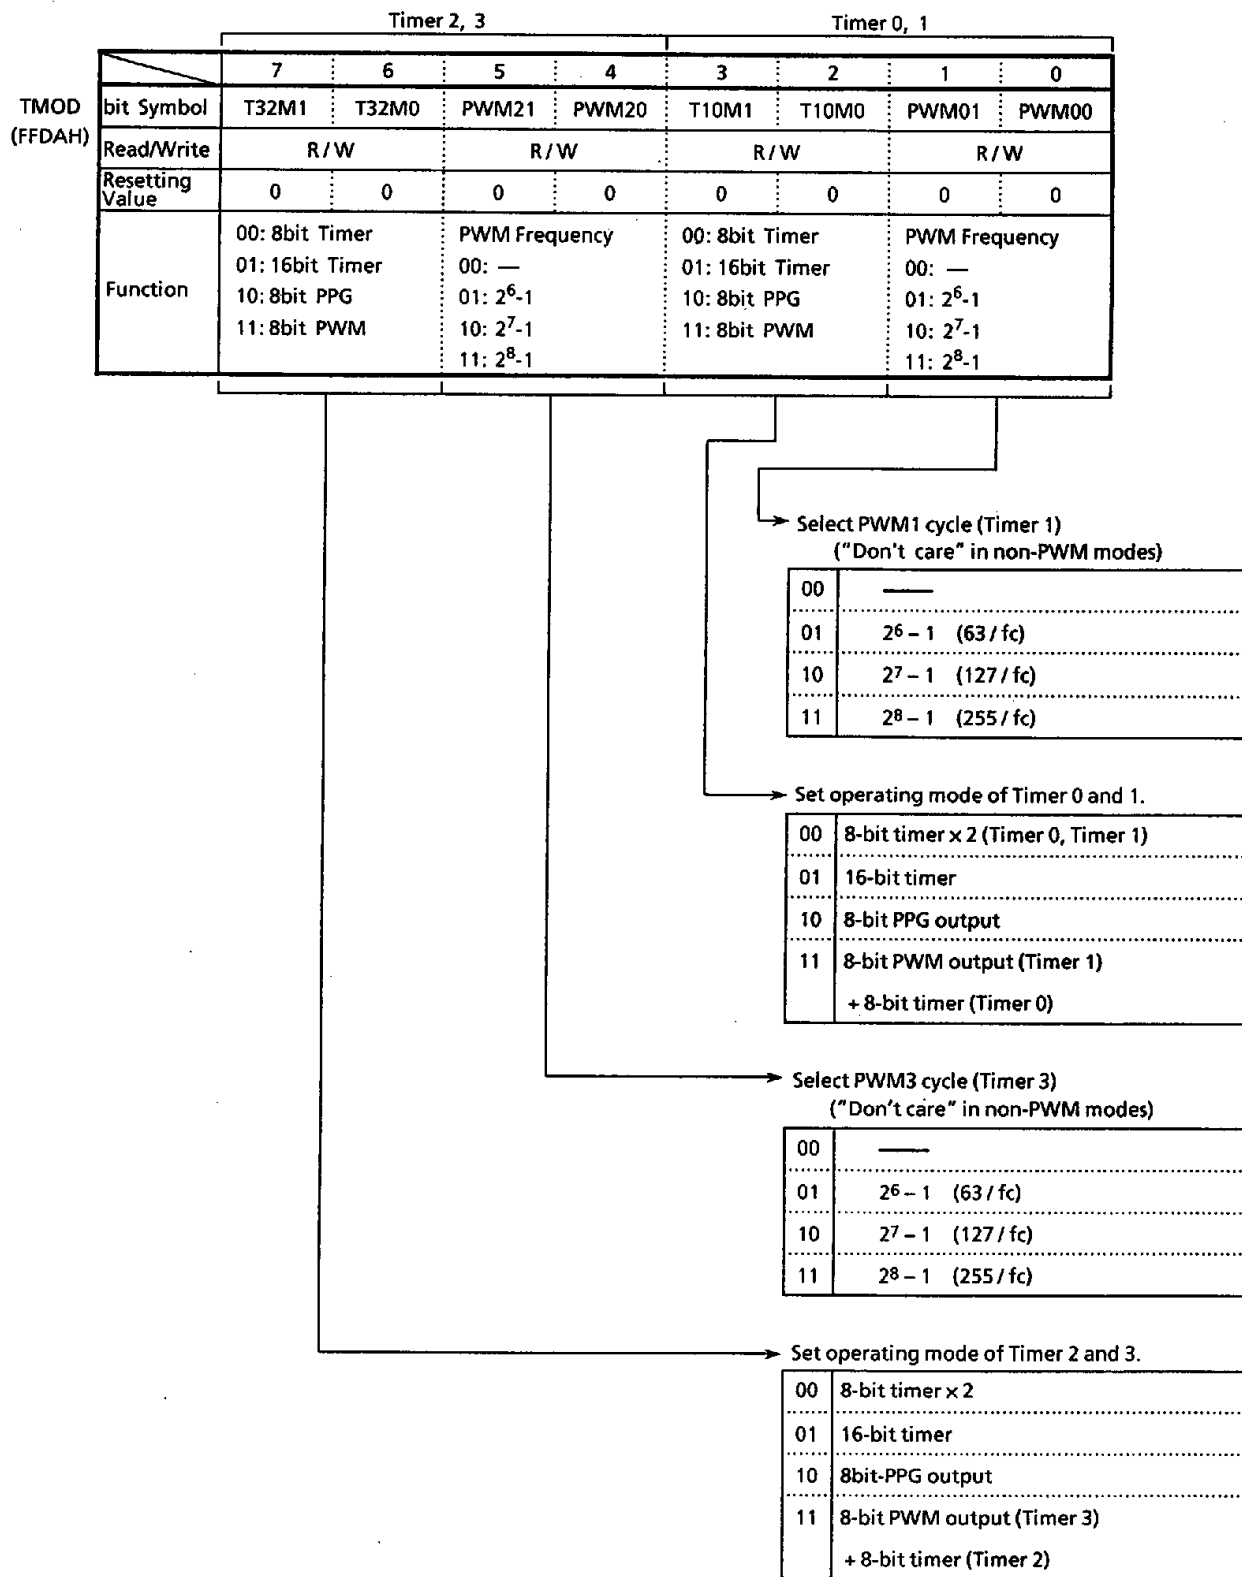 Timer 2, 3 Timer 0, 1
7 6 5 4 3 2 1 0
TMOD (FFDAH)
bit Symbol T32M1 T32M0 PWM21 PWM20 T10M1 T10M0 PWM01 PWM00
Read/Write R/W R/W R/W R/W
Resetting Value 0 0 0 0 0 0 0 0
Function
00: 8bit Timer PWM Frequency 00: 8bit Timer PWM Frequency
01: 16bit Timer 00: — 01: 16bit Timer 00: —
10: 8bit PPG 01: 2⁶-1 10: 8bit PPG 01: 2⁶-1
11: 8bit PWM 10: 2⁷-1 11: 8bit PWM 10: 2⁷-1
11: 2⁸-1 11: 2⁸-1
Select PWM1 cycle (Timer 1)
("Don't care" in non-PWM modes)
00 —
01 2⁶ – 1 (63 / fc)
10 2⁷ – 1 (127 / fc)
11 2⁸ – 1 (255 / fc)
Set operating mode of Timer 0 and 1.
00 8-bit timer × 2 (Timer 0, Timer 1)
01 16-bit timer
10 8-bit PPG output
11 8-bit PWM output (Timer 1)
+ 8-bit timer (Timer 0)
Select PWM3 cycle (Timer 3)
("Don't care" in non-PWM modes)
00 —
01 2⁶ – 1 (63 / fc)
10 2⁷ – 1 (127 / fc)
11 2⁸ – 1 (255 / fc)
Set operating mode of Timer 2 and 3.
00 8-bit timer × 2
01 16-bit timer
10 8bit-PPG output
11 8-bit PWM output (Timer 3)
+ 8-bit timer (Timer 2)